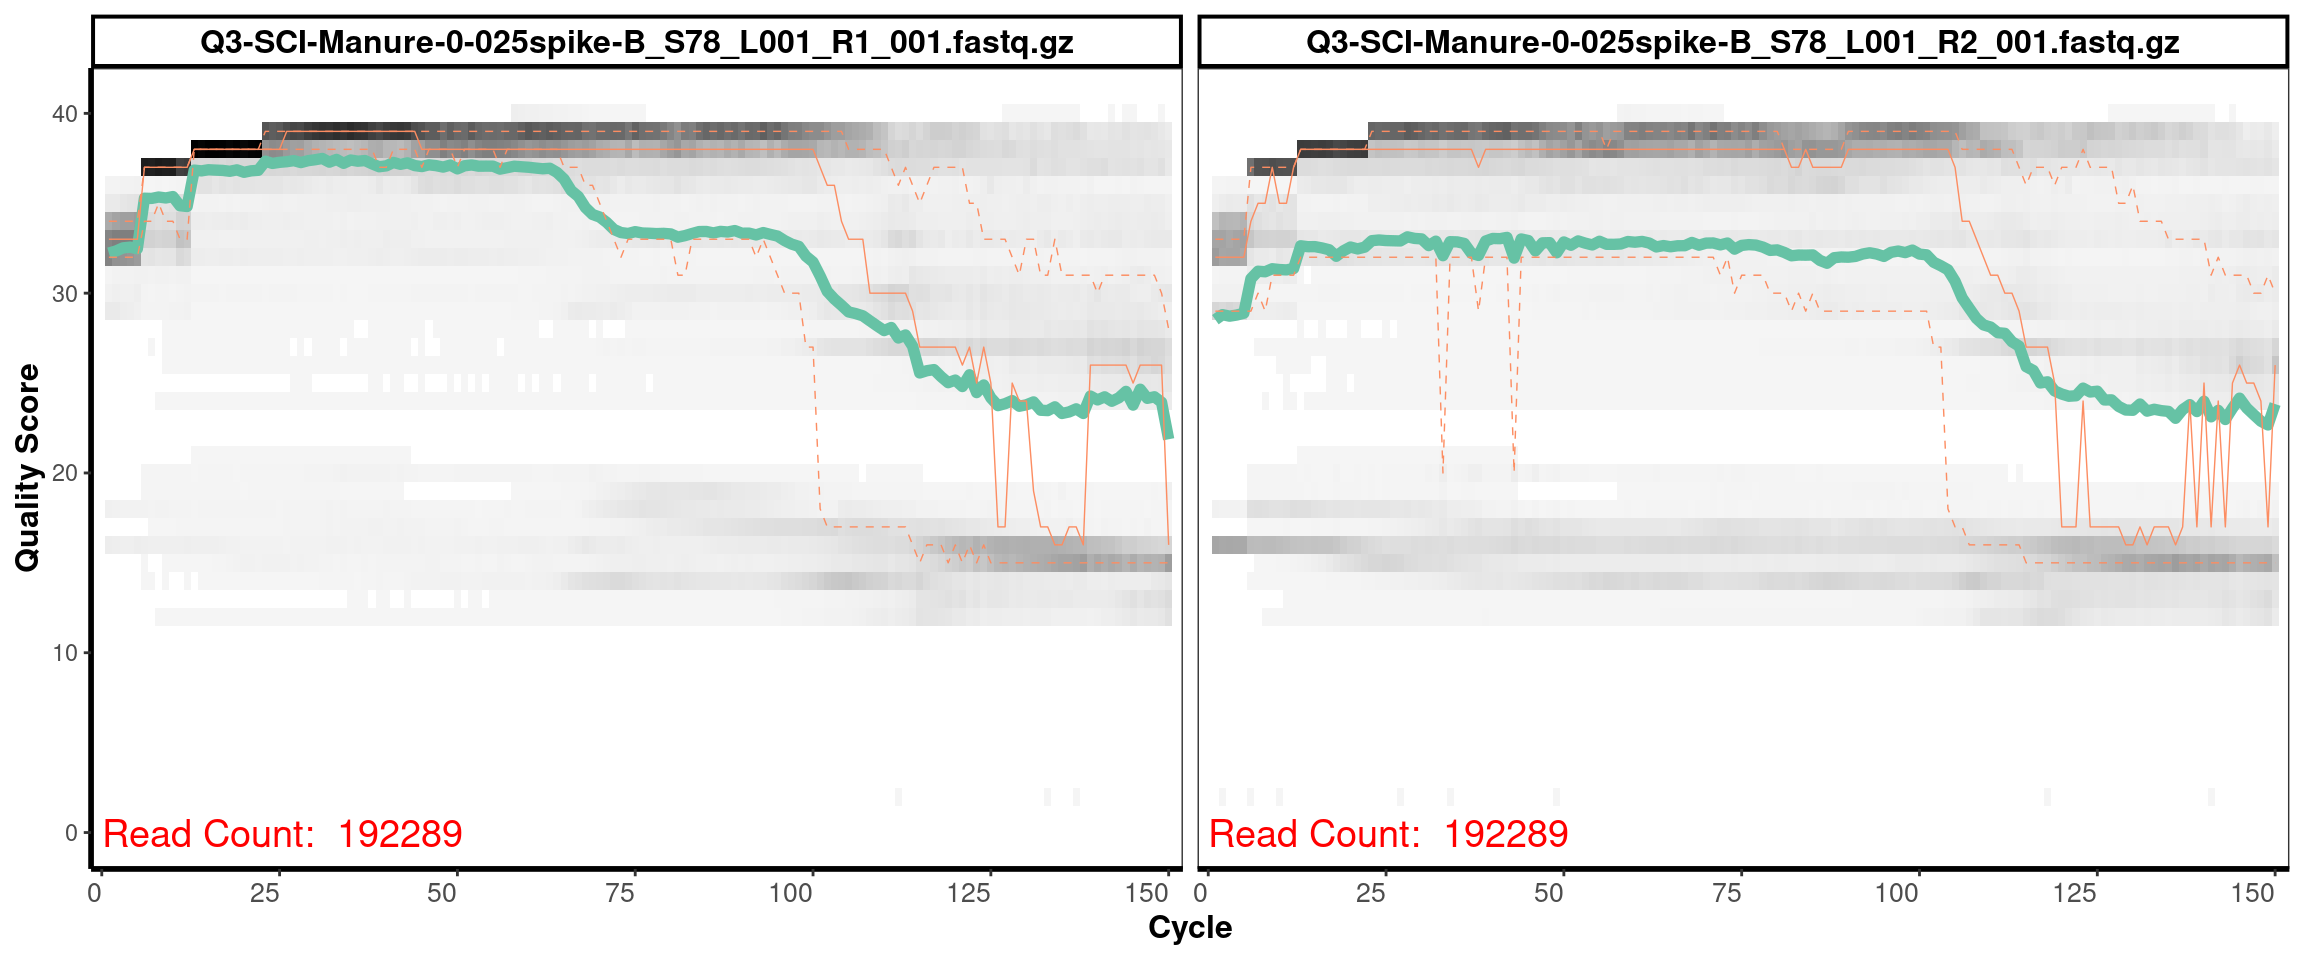 Q3-SCI-Manure-0-025spike-B_S78_L001_R1_001.fastq.gz
Q3-SCI-Manure-0-025spike-B_S78_L001_R2_001.fastq.gz
Quality Score
40
30
20
10
0
Read Count: 192289
Read Count: 192289
0 25 50 75 100 125 150
0 25 50 75 100 125 150
Cycle